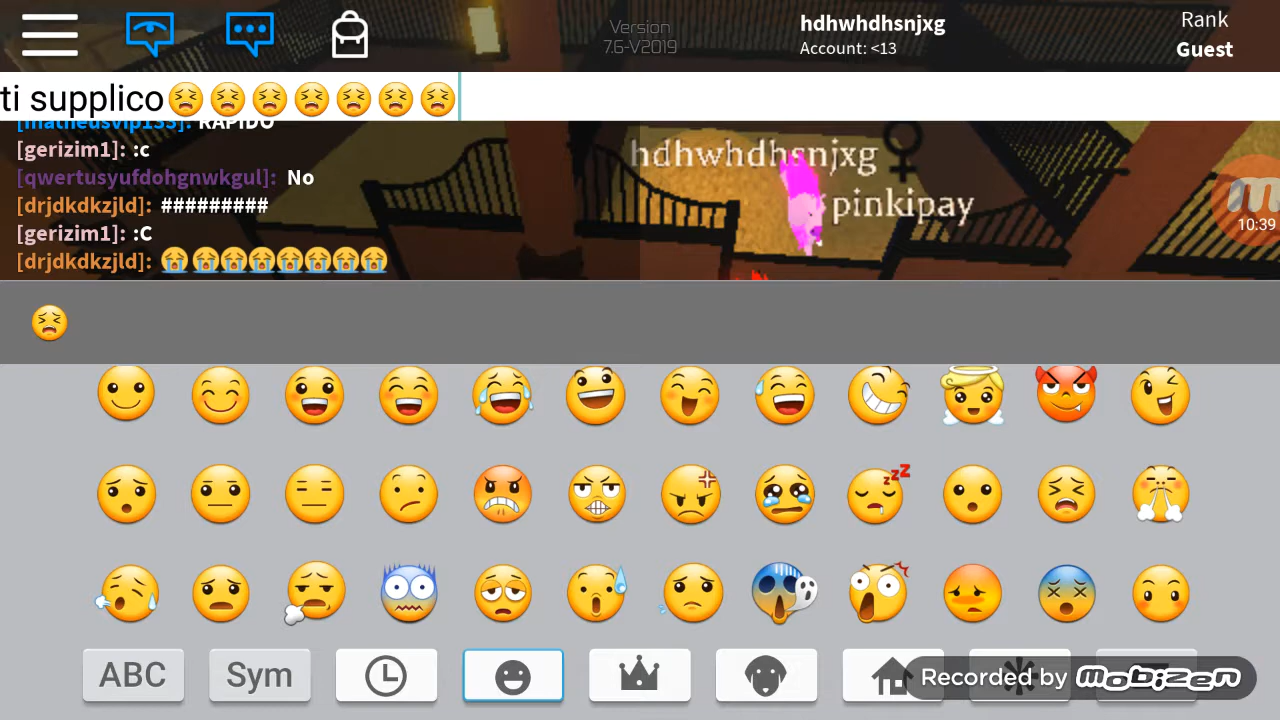 Version
7.6-V2019
hdhwhdhsnjxg
Account: <13
Rank
Guest
ti supplico😣😣😣😣😣😣😣
[matheusvip135]: RAPIDO
[gerizim1]: :c
[qwertusyufdohgnwkgul]: No
[drjdkdkzjld]: #########
[gerizim1]: :C
[drjdkdkzjld]: 😭😭😭😭😭😭😭😭
hdhwhdhsnjxg
pinkipay
10:39
ABC
Sym
Recorded by mobizen